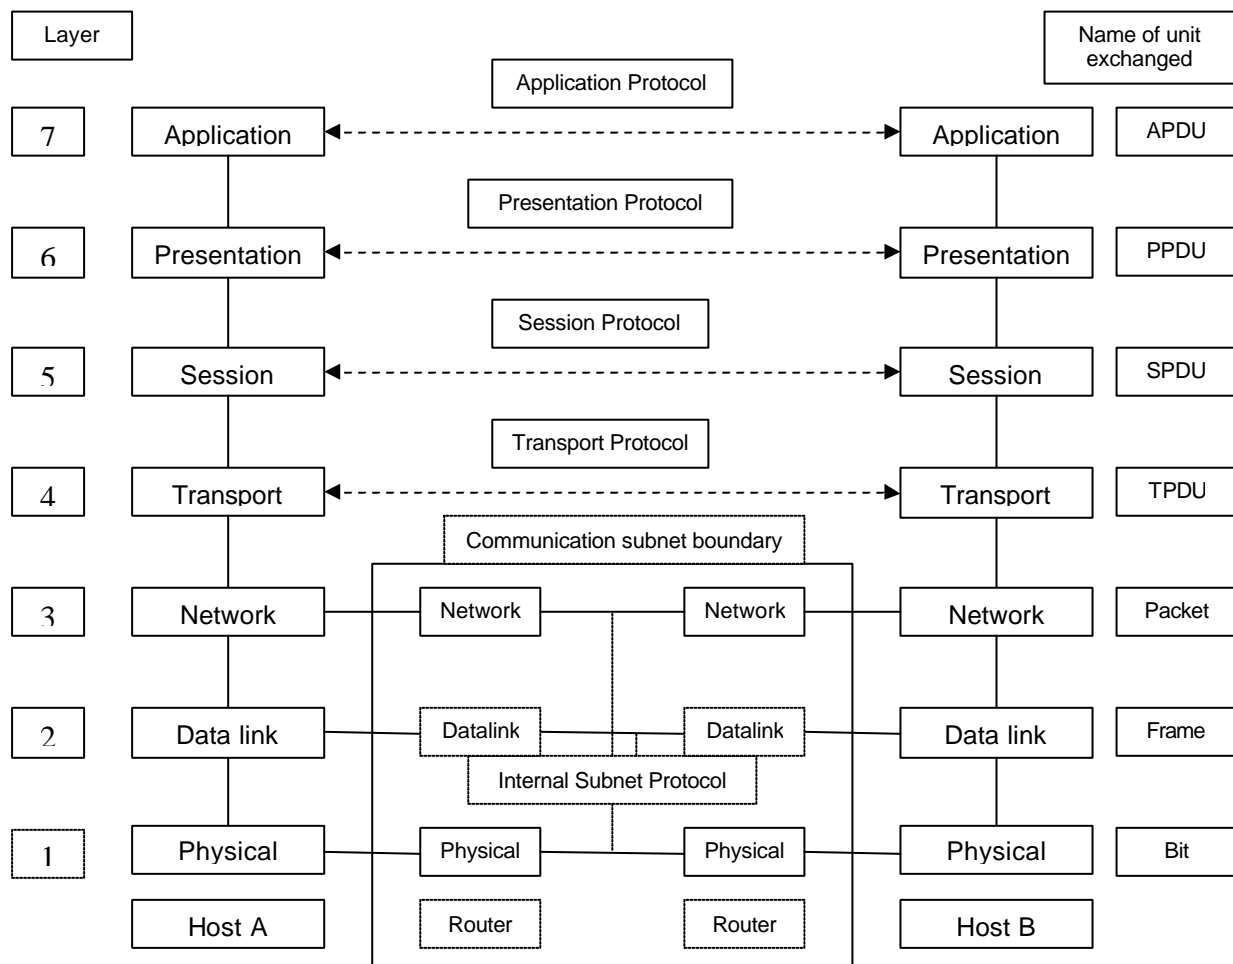 Layer
Name of unit
exchanged
Application Protocol
7
Application
Application
APDU
Presentation Protocol
6
Presentation
Presentation
PPDU
Session Protocol
5
Session
Session
SPDU
Transport Protocol
4
Transport
Transport
TPDU
Communication subnet boundary
3
Network
Network
Network
Network
Packet
2
Data link
Datalink
Datalink
Data link
Frame
Internal Subnet Protocol
1
Physical
Physical
Physical
Physical
Bit
Host A
Router
Router
Host B